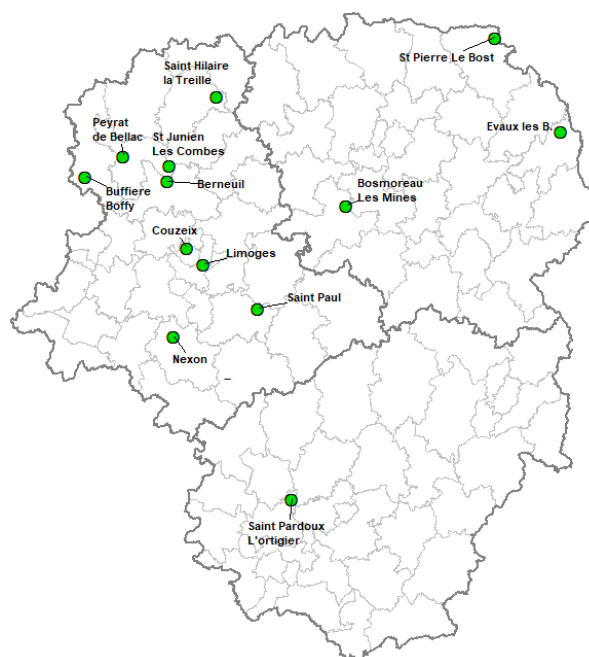 St Pierre Le Bost
Saint Hilaire
la Treille
Peyrat
de Bellac
St Junien
Les Combes
Evaux les B.
Buffiere
Boffy
Berneuil
Bosmoreau
Les Mines
Couzeix
Limoges
Saint Paul
Nexon
Saint Pardoux
L'ortigier